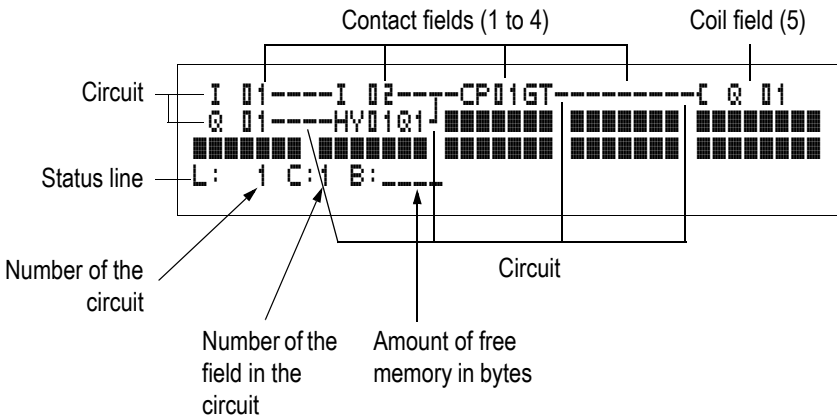 Contact fields (1 to 4) Coil field (5)
Circuit
I 01----I 02----CP01GT---------[ Q 01
Q 01----HY01Q1
Status line
L: 1 C:1 B:____
Number of the
circuit
Circuit
Number of the
field in the
circuit
Amount of free
memory in bytes